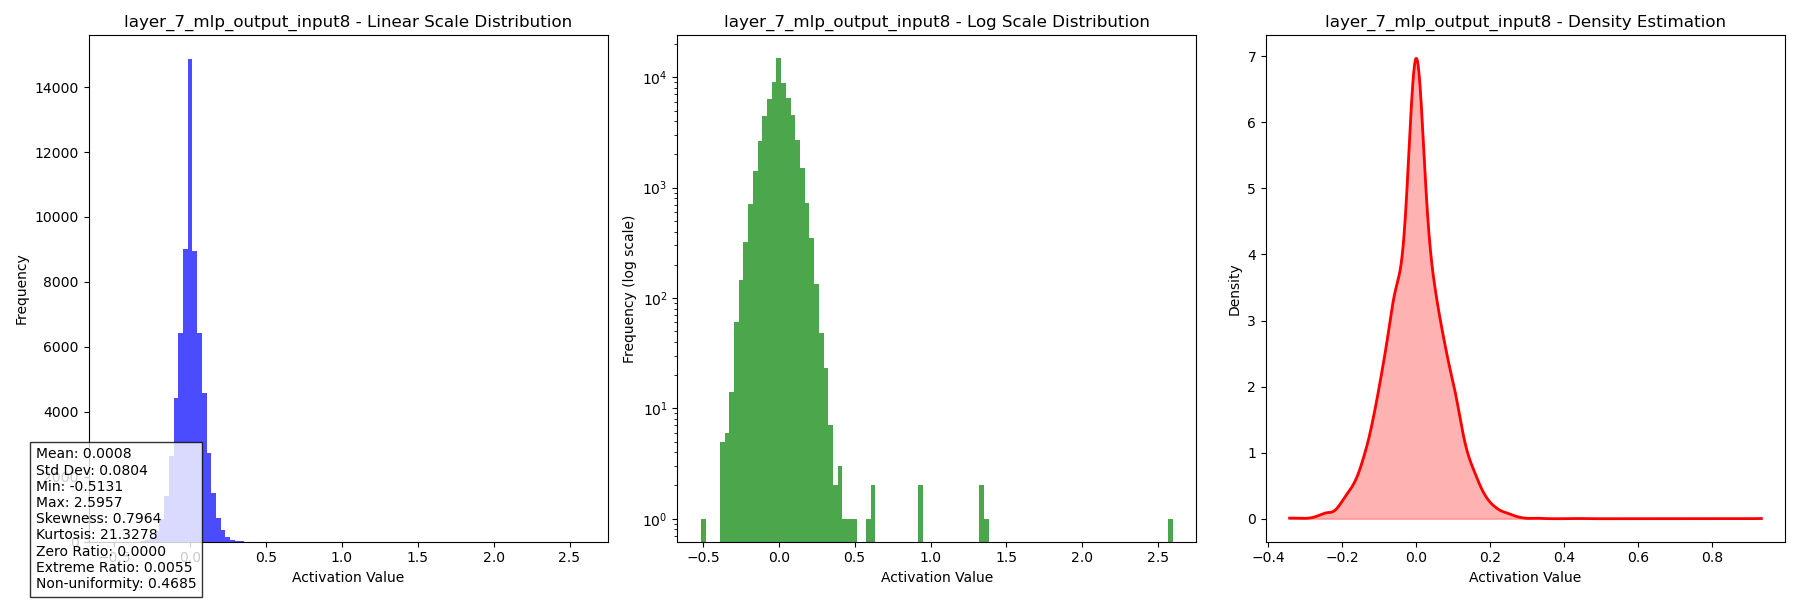 layer_7_mlp_output_input8 - Linear Scale Distribution
14000
12000
10000
8000
6000
4000
2000
0
Frequency
0.0
0.5
1.0
1.5
2.0
2.5
Activation Value
Mean: 0.0008
Std Dev: 0.0804
Min: -0.5131
Max: 2.5957
Skewness: 0.7964
Kurtosis: 21.3278
Zero Ratio: 0.0000
Extreme Ratio: 0.0055
Non-uniformity: 0.4685
layer_7_mlp_output_input8 - Log Scale Distribution
10⁴
10³
10²
10¹
10⁰
Frequency (log scale)
−0.5
0.0
0.5
1.0
1.5
2.0
2.5
Activation Value
layer_7_mlp_output_input8 - Density Estimation
7
6
5
4
3
2
1
0
Density
−0.4
−0.2
0.0
0.2
0.4
0.6
0.8
Activation Value